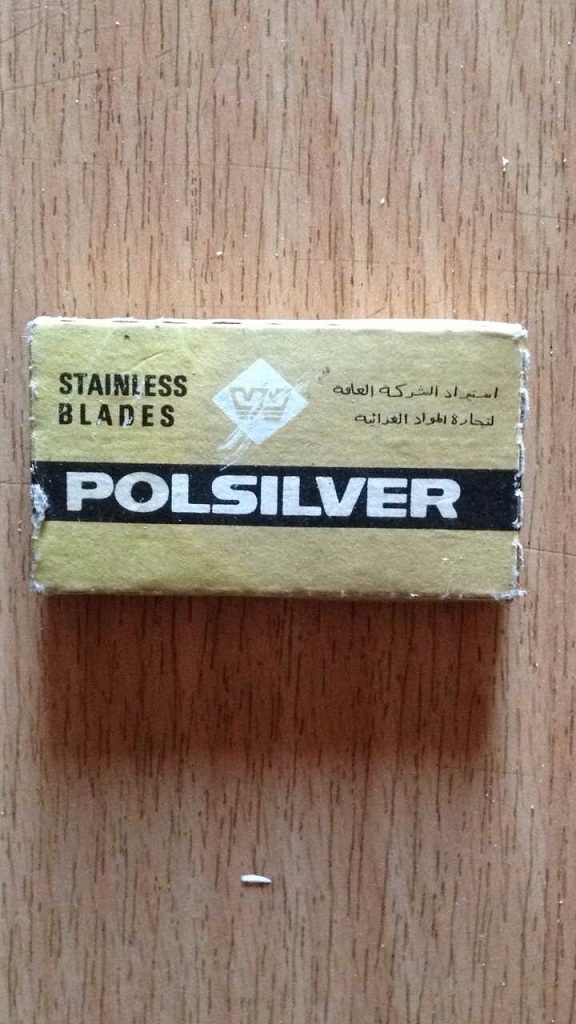 STAINLESS
BLADES
استيراد الشركة العامة
لتجارة المواد الغذائية
POLSILVER